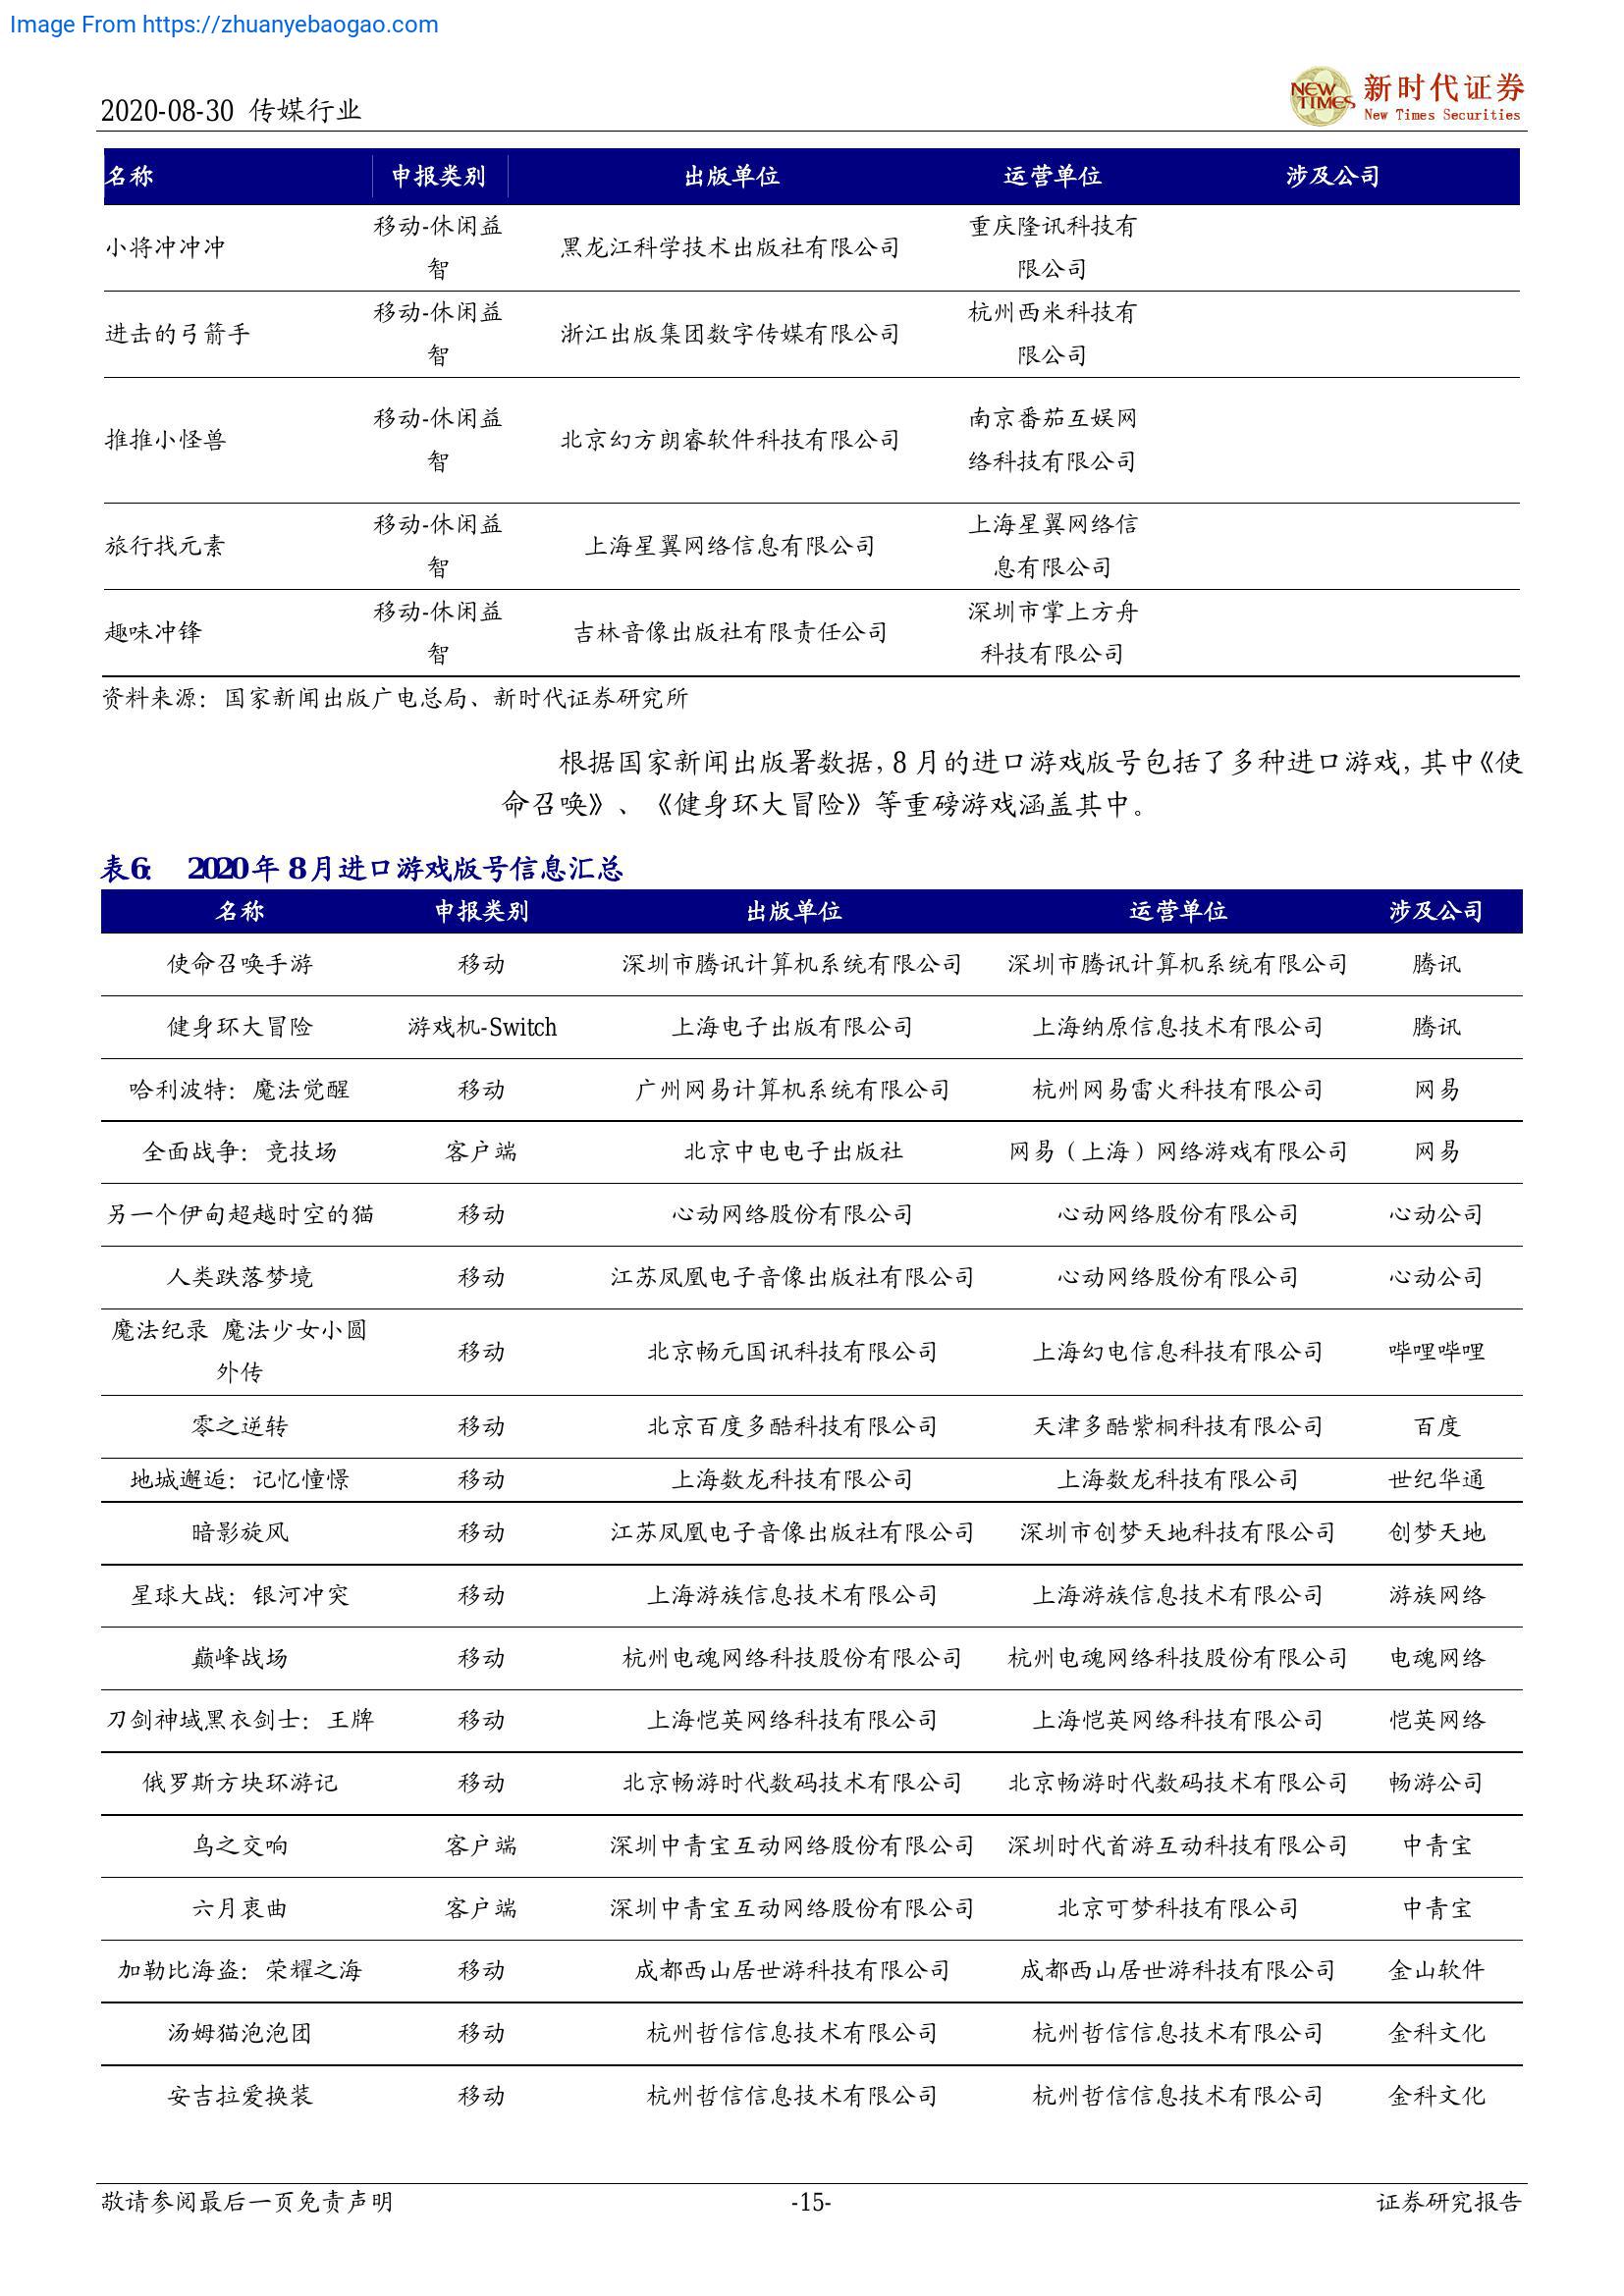 Image From https://zhuanyebaogao.com
2020-08-30 传媒行业
NEW TIMES 新时代证券
New Times Securities
名称 申报类别 出版单位 运营单位 涉及公司
小将冲冲冲 移动-休闲益智 黑龙江科学技术出版社有限公司 重庆隆讯科技有限公司
进击的弓箭手 移动-休闲益智 浙江出版集团数字传媒有限公司 杭州西米科技有限公司
推推小怪兽 移动-休闲益智 北京幻方朗睿软件科技有限公司 南京番茄互娱网络科技有限公司
旅行找元素 移动-休闲益智 上海星翼网络信息有限公司 上海星翼网络信息有限公司
趣味冲锋 移动-休闲益智 吉林音像出版社有限责任公司 深圳市掌上方舟科技有限公司
资料来源：国家新闻出版广电总局、新时代证券研究所
根据国家新闻出版署数据，8 月的进口游戏版号包括了多种进口游戏，其中《使
命召唤》、《健身环大冒险》等重磅游戏涵盖其中。
表6： 2020 年 8 月进口游戏版号信息汇总
名称 申报类别 出版单位 运营单位 涉及公司
使命召唤手游 移动 深圳市腾讯计算机系统有限公司 深圳市腾讯计算机系统有限公司 腾讯
健身环大冒险 游戏机-Switch 上海电子出版有限公司 上海纳原信息技术有限公司 腾讯
哈利波特：魔法觉醒 移动 广州网易计算机系统有限公司 杭州网易雷火科技有限公司 网易
全面战争：竞技场 客户端 北京中电电子出版社 网易（上海）网络游戏有限公司 网易
另一个伊甸超越时空的猫 移动 心动网络股份有限公司 心动网络股份有限公司 心动公司
人类跌落梦境 移动 江苏凤凰电子音像出版社有限公司 心动网络股份有限公司 心动公司
魔法纪录 魔法少女小圆外传 移动 北京畅元国讯科技有限公司 上海幻电信息科技有限公司 哔哩哔哩
零之逆转 移动 北京百度多酷科技有限公司 天津多酷紫桐科技有限公司 百度
地城邂逅：记忆憧憬 移动 上海数龙科技有限公司 上海数龙科技有限公司 世纪华通
暗影旋风 移动 江苏凤凰电子音像出版社有限公司 深圳市创梦天地科技有限公司 创梦天地
星球大战：银河冲突 移动 上海游族信息技术有限公司 上海游族信息技术有限公司 游族网络
巅峰战场 移动 杭州电魂网络科技股份有限公司 杭州电魂网络科技股份有限公司 电魂网络
刀剑神域黑衣剑士：王牌 移动 上海恺英网络科技有限公司 上海恺英网络科技有限公司 恺英网络
俄罗斯方块环游记 移动 北京畅游时代数码技术有限公司 北京畅游时代数码技术有限公司 畅游公司
鸟之交响 客户端 深圳中青宝互动网络股份有限公司 深圳时代首游互动科技有限公司 中青宝
六月衷曲 客户端 深圳中青宝互动网络股份有限公司 北京可梦科技有限公司 中青宝
加勒比海盗：荣耀之海 移动 成都西山居世游科技有限公司 成都西山居世游科技有限公司 金山软件
汤姆猫泡泡团 移动 杭州哲信信息技术有限公司 杭州哲信信息技术有限公司 金科文化
安吉拉爱换装 移动 杭州哲信信息技术有限公司 杭州哲信信息技术有限公司 金科文化
敬请参阅最后一页免责声明 -15- 证券研究报告